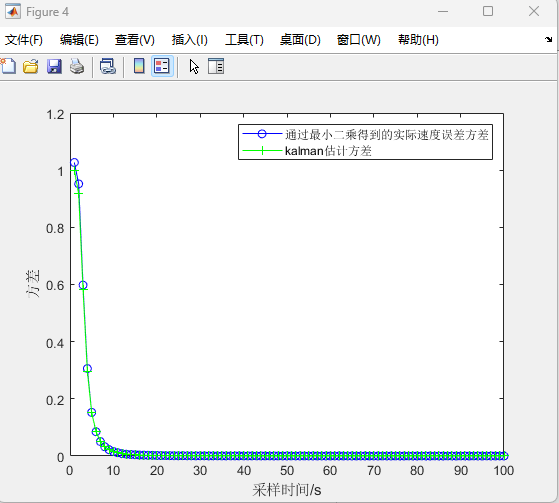 Figure 4
文件(F) 编辑(E) 查看(V) 插入(I) 工具(T) 桌面(D) 窗口(W) 帮助(H)
1.2
通过最小二乘得到的实际速度误差方差
kalman估计方差
1
0.8
方差
0.6
0.4
0.2
0
0 10 20 30 40 50 60 70 80 90 100
采样时间/s